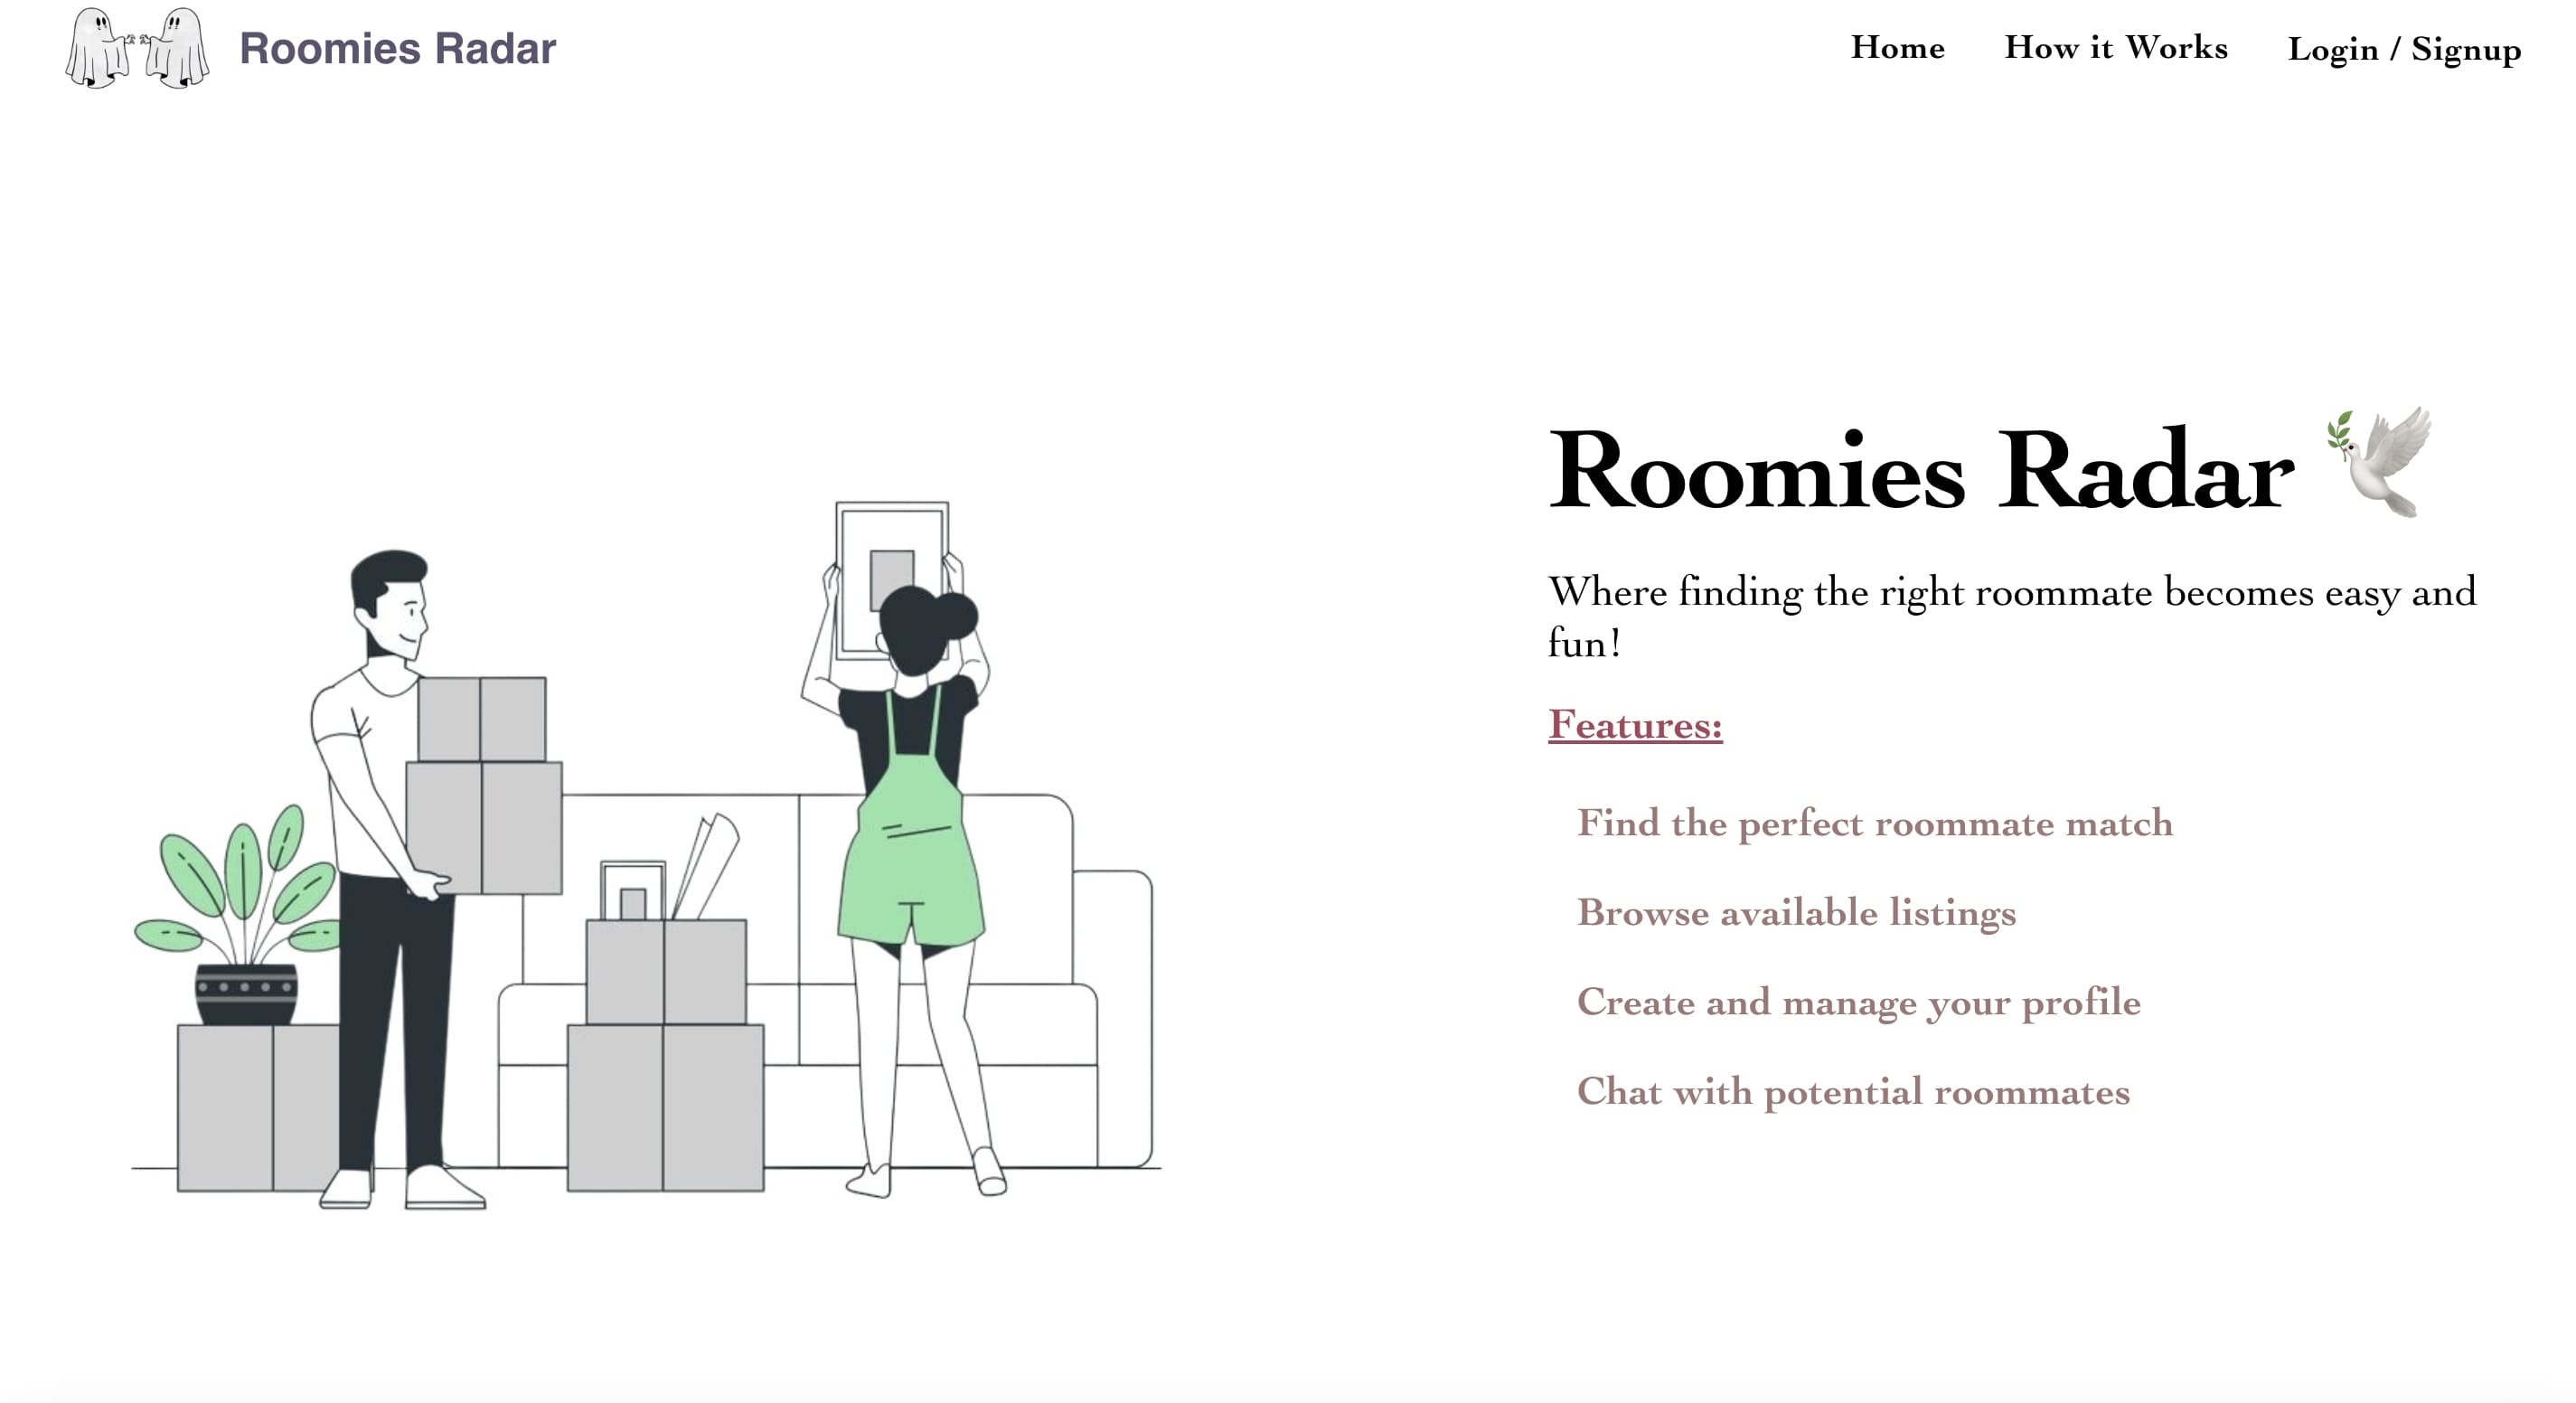 Roomies Radar
Home
How it Works
Login / Signup
Roomies Radar
Where finding the right roommate becomes easy and
fun!
Features:
Find the perfect roommate match
Browse available listings
Create and manage your profile
Chat with potential roommates